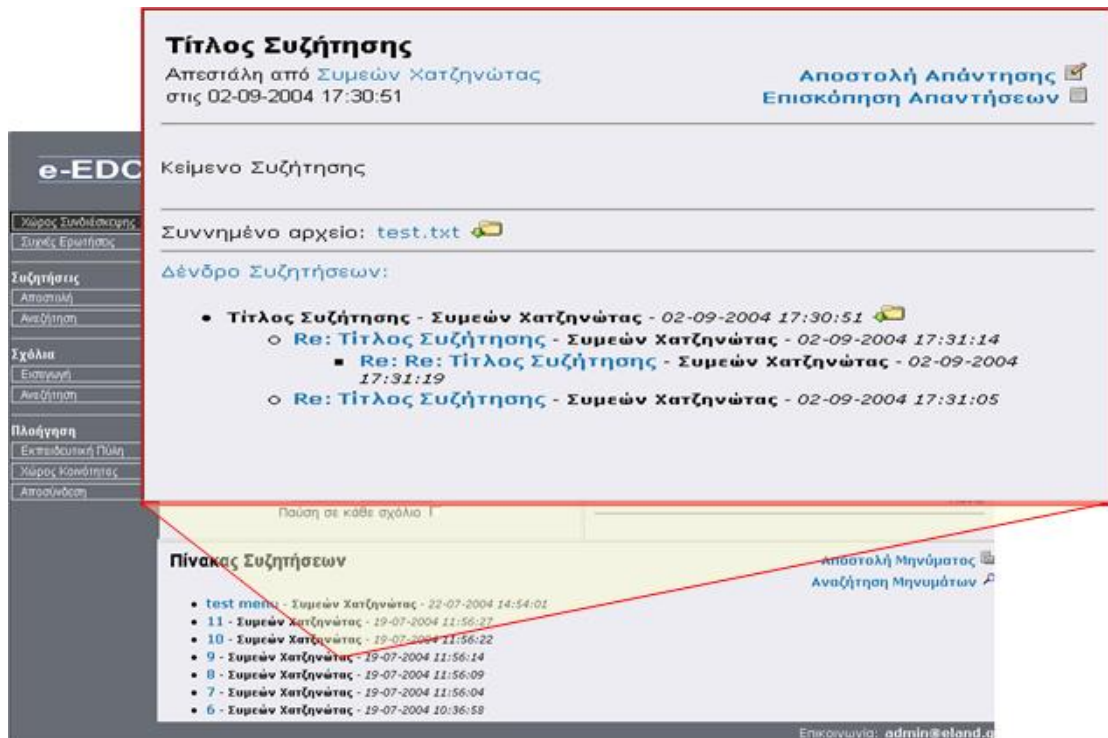 Τίτλος Συζήτησης
Απεστάλη από Συμεών Χατζηνώτας
στις 02-09-2004 17:30:51
Αποστολή Απάντησης
Επισκόπηση Απαντήσεων
Κείμενο Συζήτησης
Συννημένο αρχείο: test.txt
Δένδρο Συζητήσεων:
Τίτλος Συζήτησης - Συμεών Χατζηνώτας - 02-09-2004 17:30:51
Re: Τίτλος Συζήτησης - Συμεών Χατζηνώτας - 02-09-2004 17:31:14
Re: Re: Τίτλος Συζήτησης - Συμεών Χατζηνώτας - 02-09-2004
17:31:19
Re: Τίτλος Συζήτησης - Συμεών Χατζηνώτας - 02-09-2004 17:31:05
e-EDC
Χώρος Συνδιάσκεψης
Συχνές Ερωτήσεις
Συζητήσεις
Αποστολή
Αναζήτηση
Σχόλια
Εισαγωγή
Αναζήτηση
Πλοήγηση
Εκπαιδευτική Πύλη
Χώρος Κοινότητας
Αποσύνδεση
Παύση σε κάθε σχόλιο
Πίνακας Συζητήσεων
Αποστολή Μηνύματος
Αναζήτηση Μηνυμάτων
test menu - Συμεών Χατζηνώτας - 22-07-2004 14:54:01
11 - Συμεών Χατζηνώτας - 19-07-2004 11:56:27
10 - Συμεών Χατζηνώτας - 19-07-2004 11:56:22
9 - Συμεών Χατζηνώτας - 19-07-2004 11:56:14
8 - Συμεών Χατζηνώτας - 19-07-2004 11:56:09
7 - Συμεών Χατζηνώτας - 19-07-2004 11:56:04
6 - Συμεών Χατζηνώτας - 19-07-2004 10:36:58
Επικοινωνία: admin@eland.g